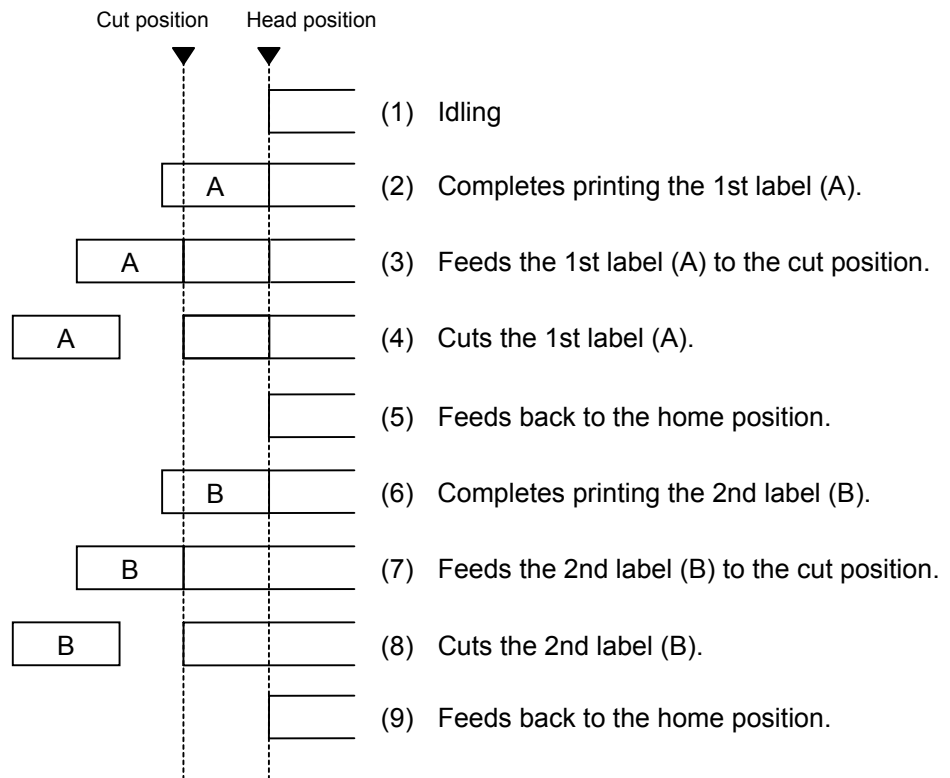 Cut position Head position
(1) Idling
A (2) Completes printing the 1st label (A).
A (3) Feeds the 1st label (A) to the cut position.
A (4) Cuts the 1st label (A).
(5) Feeds back to the home position.
B (6) Completes printing the 2nd label (B).
B (7) Feeds the 2nd label (B) to the cut position.
B (8) Cuts the 2nd label (B).
(9) Feeds back to the home position.